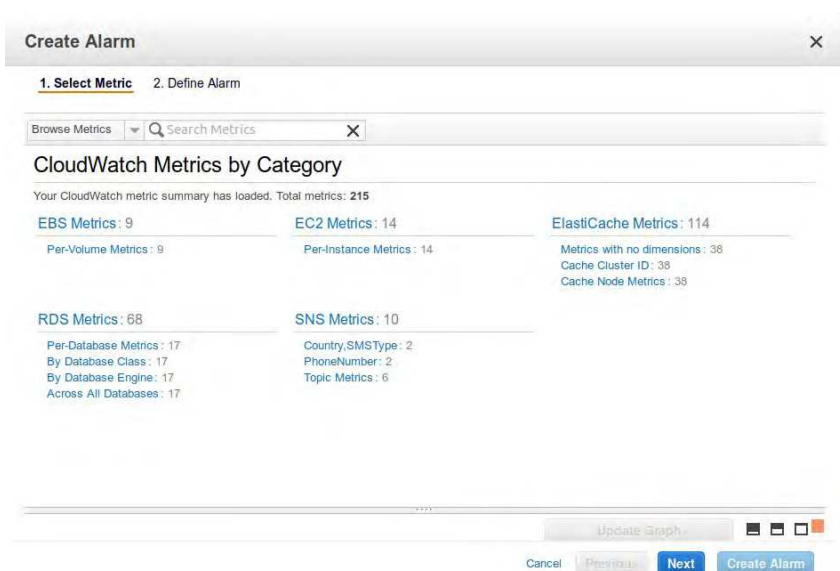 Create Alarm
1. Select Metric 2. Define Alarm
Browse Metrics Search Metrics
CloudWatch Metrics by Category
Your CloudWatch metric summary has loaded. Total metrics: 215
EBS Metrics: 9 EC2 Metrics: 14 ElastiCache Metrics: 114
Per-Volume Metrics: 9 Per-Instance Metrics: 14 Metrics with no dimensions: 38
Cache Cluster ID: 38
Cache Node Metrics: 38
RDS Metrics: 68 SNS Metrics: 10
Per-Database Metrics: 17 Country,SMSType: 2
By Database Class: 17 PhoneNumber: 2
By Database Engine: 17 Topic Metrics: 6
Across All Databases: 17
Update Graph
Cancel Previous Next Create Alarm